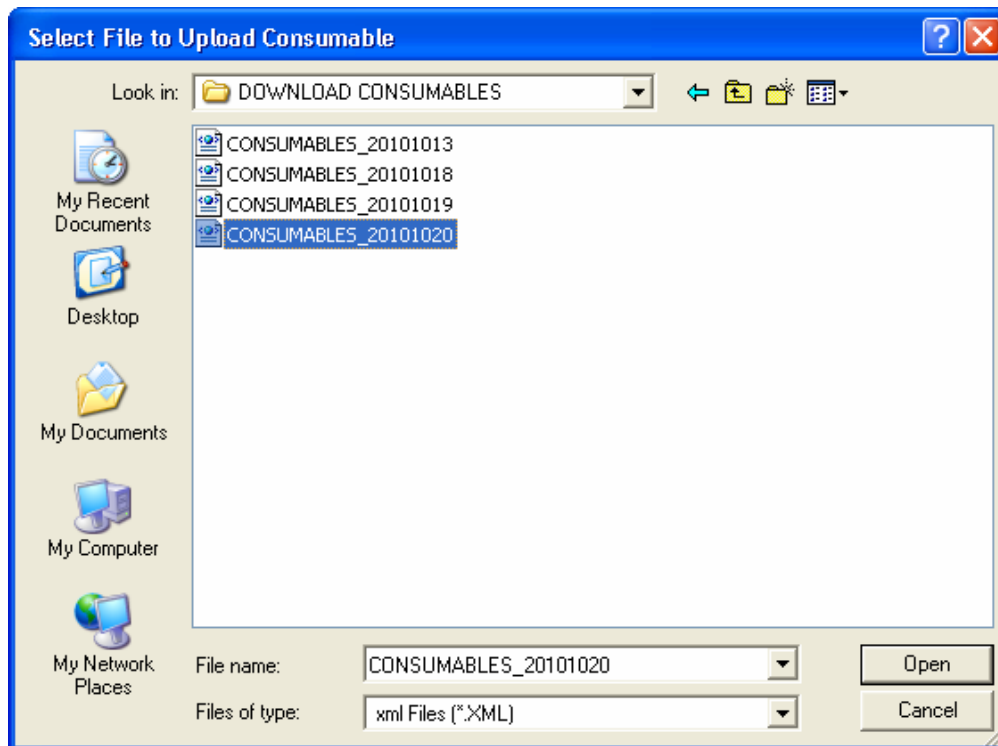 Select File to Upload Consumable
Look in:
DOWNLOAD CONSUMABLES
CONSUMABLES_20101013
CONSUMABLES_20101018
CONSUMABLES_20101019
CONSUMABLES_20101020
My Recent
Documents
Desktop
My Documents
My Computer
My Network
Places
File name:
CONSUMABLES_20101020
Open
Files of type:
xml Files (*.XML)
Cancel